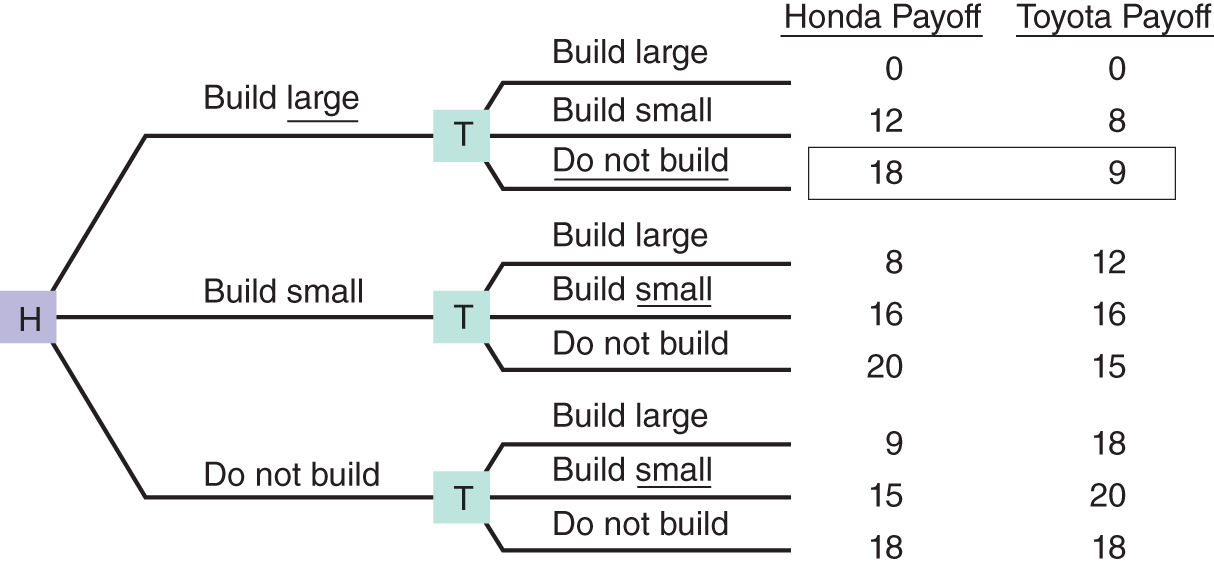 Honda Payoff Toyota Payoff
Build large 0 0
Build large
T
Build small 12 8
Do not build 18 9
Build large 8 12
H
Build small
T
Build small 16 16
Do not build 20 15
Build large 9 18
Do not build
T
Build small 15 20
Do not build 18 18